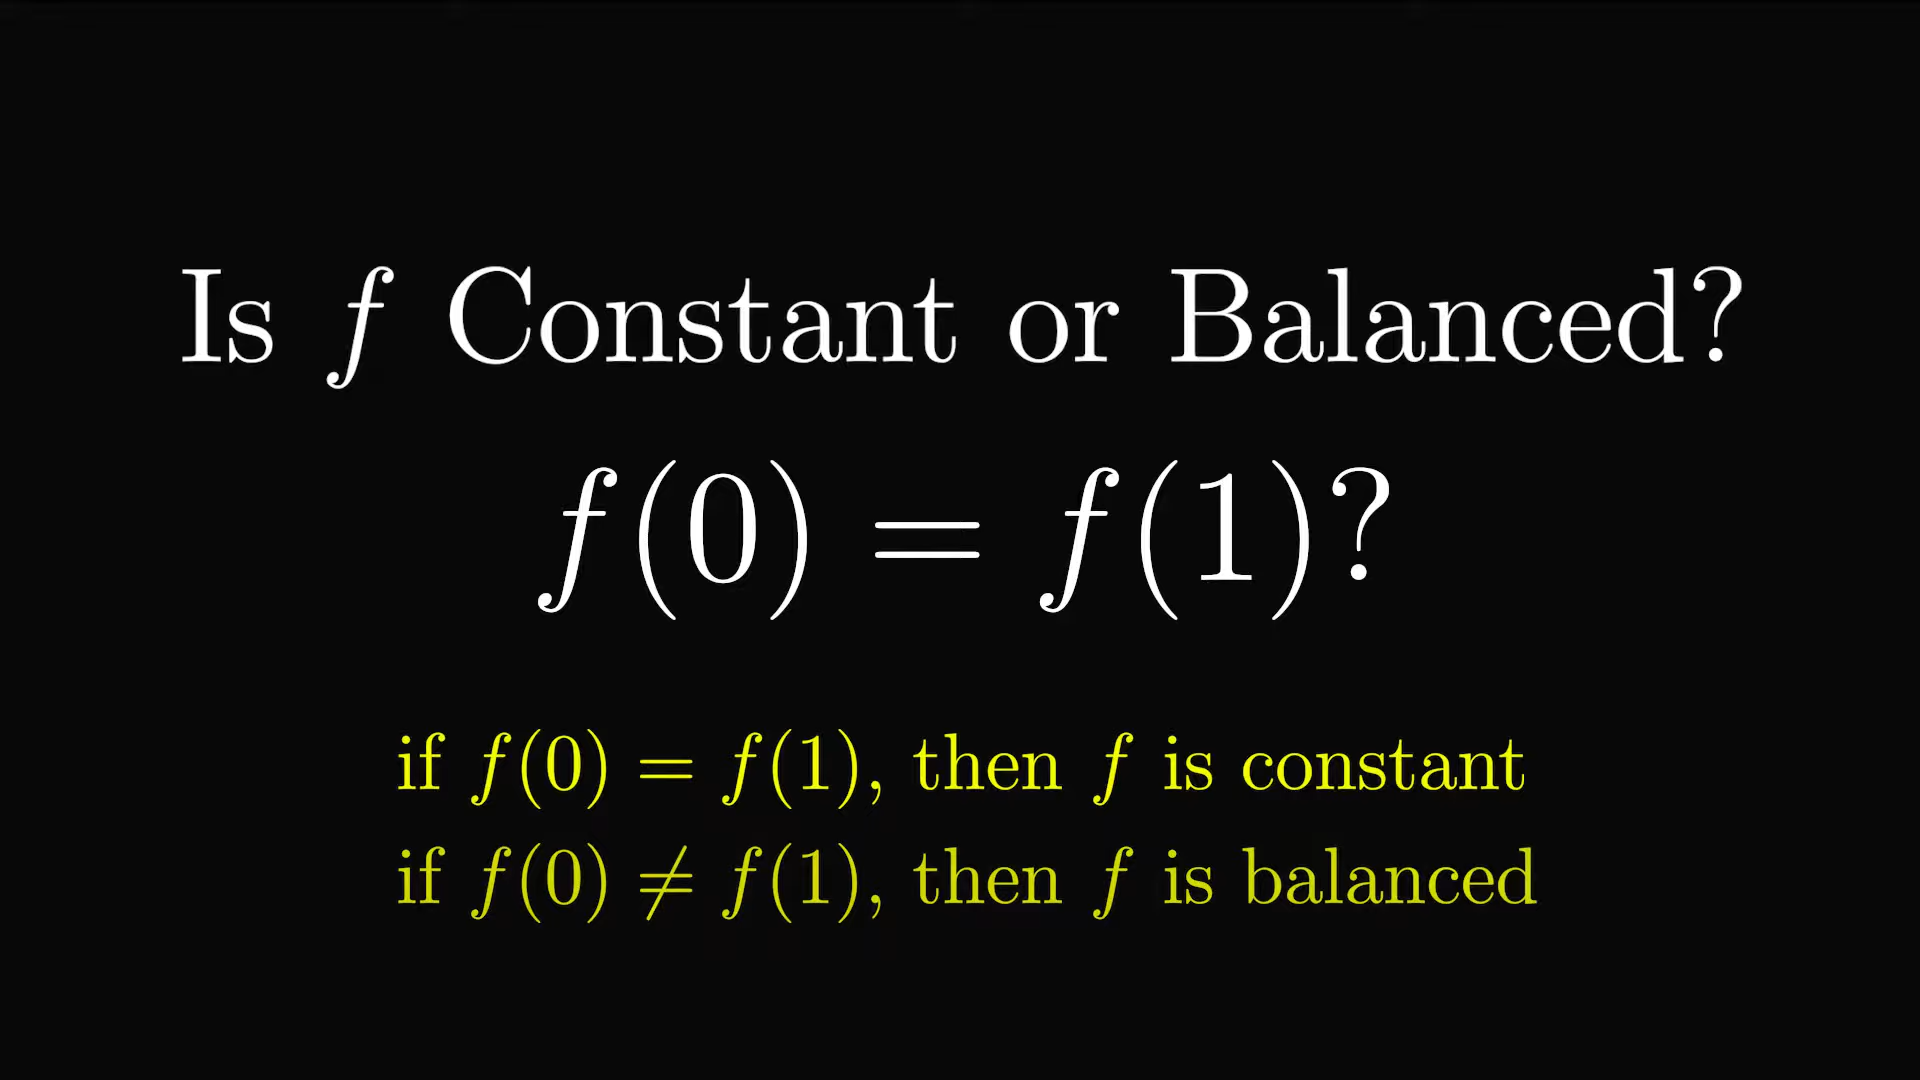 Is f Constant or Balanced?
f(0) = f(1)?
if f(0) = f(1), then f is constant
if f(0) ≠ f(1), then f is balanced